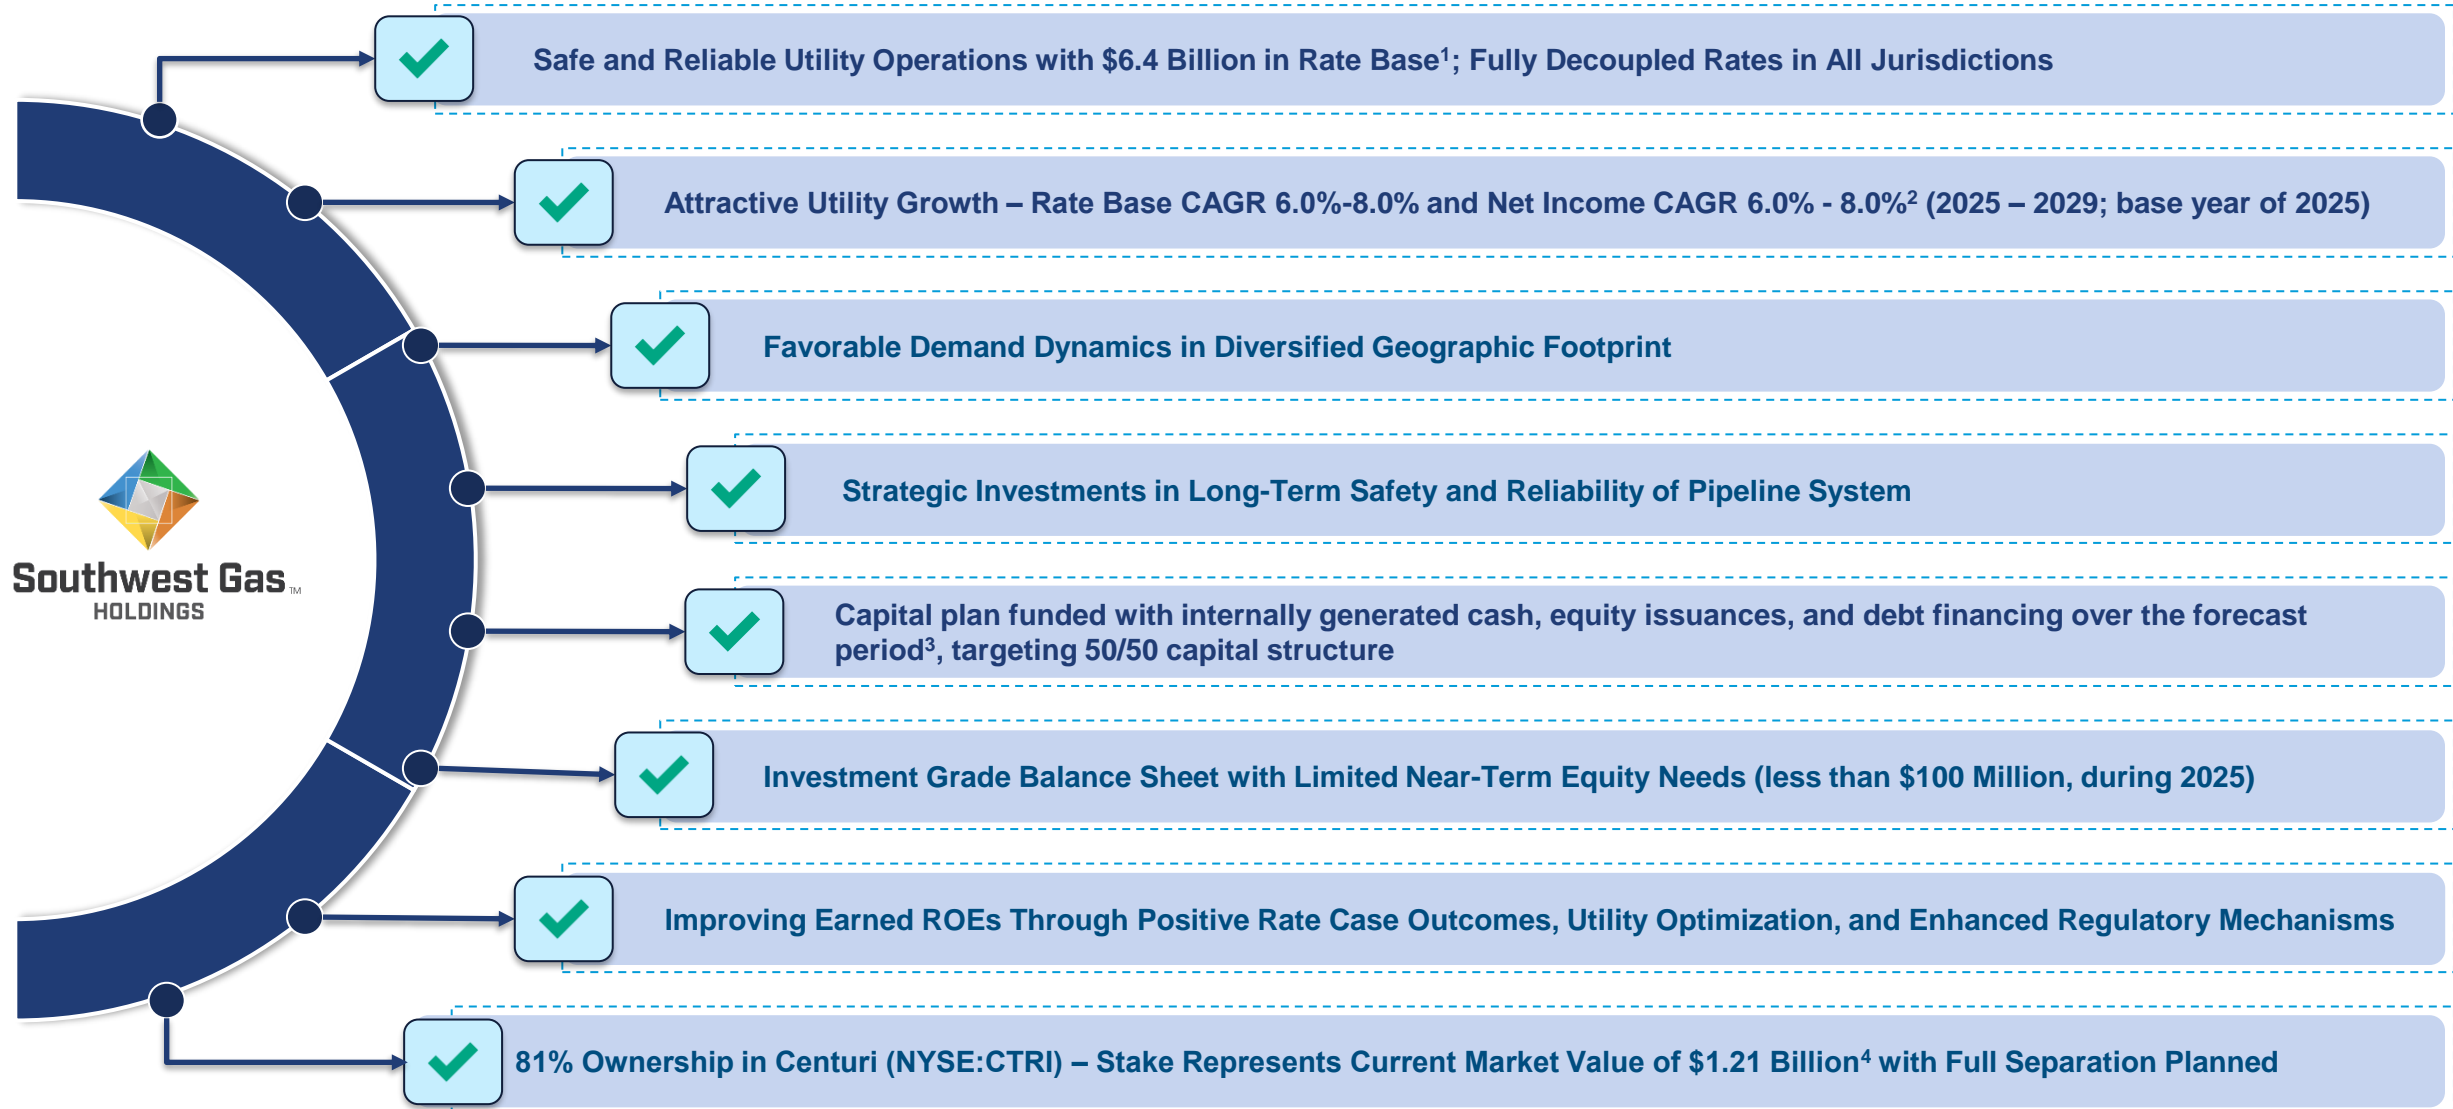 Safe and Reliable Utility Operations with $6.4 Billion in Rate Base¹; Fully Decoupled Rates in All Jurisdictions
Attractive Utility Growth – Rate Base CAGR 6.0%-8.0% and Net Income CAGR 6.0% - 8.0%² (2025 – 2029; base year of 2025)
Favorable Demand Dynamics in Diversified Geographic Footprint
Strategic Investments in Long-Term Safety and Reliability of Pipeline System
Southwest Gas™
HOLDINGS
Capital plan funded with internally generated cash, equity issuances, and debt financing over the forecast
period³, targeting 50/50 capital structure
Investment Grade Balance Sheet with Limited Near-Term Equity Needs (less than $100 Million, during 2025)
Improving Earned ROEs Through Positive Rate Case Outcomes, Utility Optimization, and Enhanced Regulatory Mechanisms
81% Ownership in Centuri (NYSE:CTRI) – Stake Represents Current Market Value of $1.21 Billion⁴ with Full Separation Planned